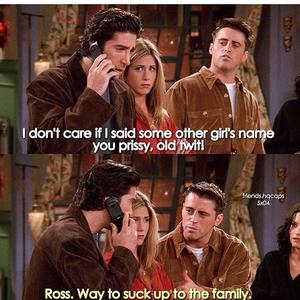 I don't care if I said some other girl's name
you prissy, old twit!
friends.hqcaps
5x04
Ross. Way to suck up to the family.